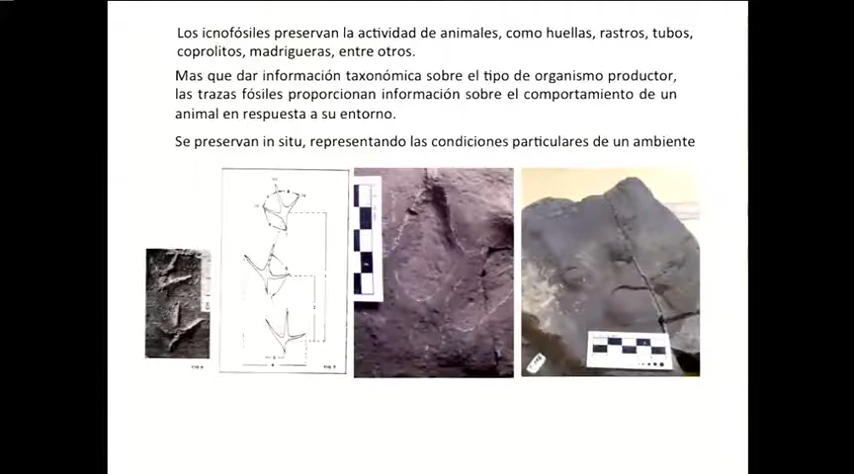 Los icnofósiles preservan la actividad de animales, como huellas, rastros, tubos,
coprolitos, madrigueras, entre otros.
Mas que dar información taxonómica sobre el tipo de organismo productor,
las trazas fósiles proporcionan información sobre el comportamiento de un
animal en respuesta a su entorno.
Se preservan in situ, representando las condiciones particulares de un ambiente